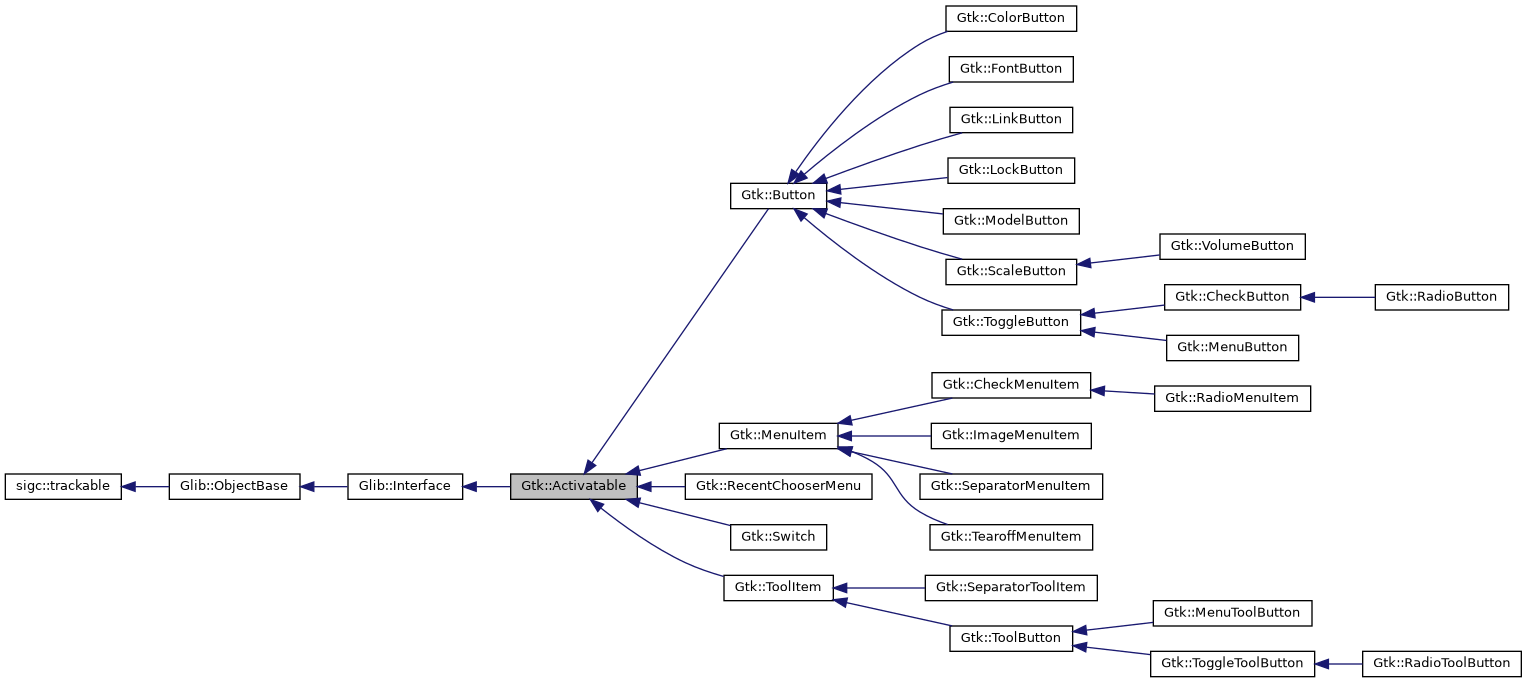 Gtk::ColorButton
Gtk::FontButton
Gtk::LinkButton
Gtk::LockButton
Gtk::Button
Gtk::ModelButton
Gtk::VolumeButton
Gtk::ScaleButton
Gtk::CheckButton
Gtk::RadioButton
Gtk::ToggleButton
Gtk::MenuButton
Gtk::CheckMenuItem
Gtk::RadioMenuItem
Gtk::MenuItem
Gtk::ImageMenuItem
sigc::trackable
Glib::ObjectBase
Glib::Interface
Gtk::Activatable
Gtk::RecentChooserMenu
Gtk::SeparatorMenuItem
Gtk::Switch
Gtk::TearoffMenuItem
Gtk::ToolItem
Gtk::SeparatorToolItem
Gtk::MenuToolButton
Gtk::ToolButton
Gtk::ToggleToolButton
Gtk::RadioToolButton